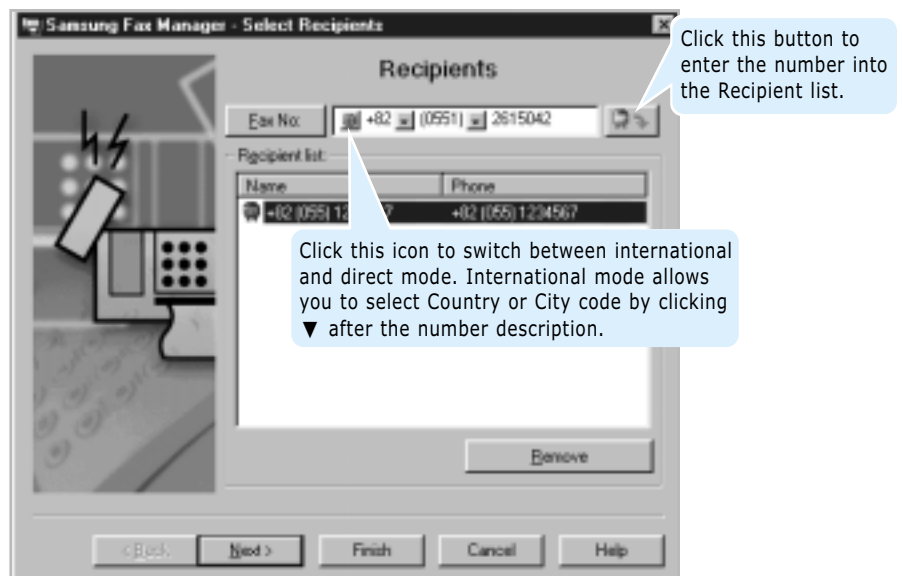 Samsung Fax Manager - Select Recipients
Click this button to
enter the number into
the Recipient list.
Recipients
Fax No: +82 (0551) 2615042
Recipient list:
Name Phone
+82 (055) 12 7 +82 (055) 1234567
Click this icon to switch between international
and direct mode. International mode allows
you to select Country or City code by clicking
▼ after the number description.
Remove
< Back Next > Finish Cancel Help